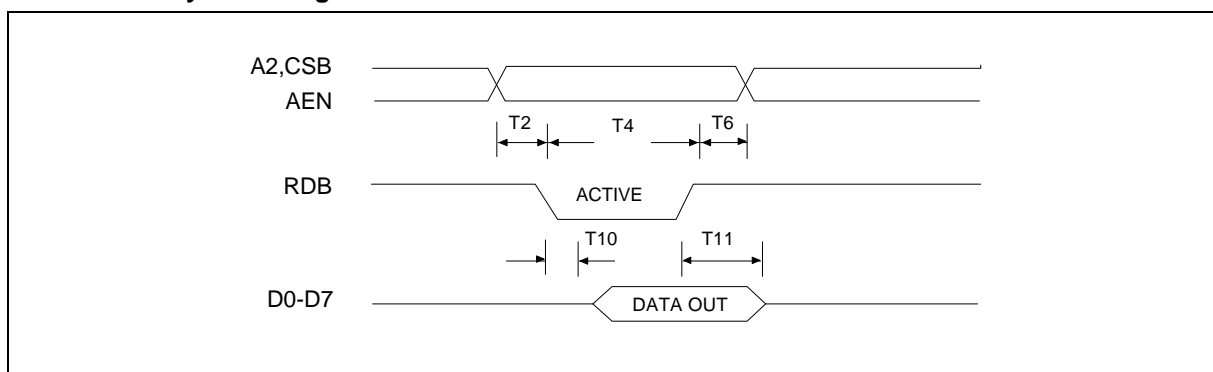 A2,CSB
AEN
T2
T4
T6
RDB
ACTIVE
T10
T11
D0-D7
DATA OUT